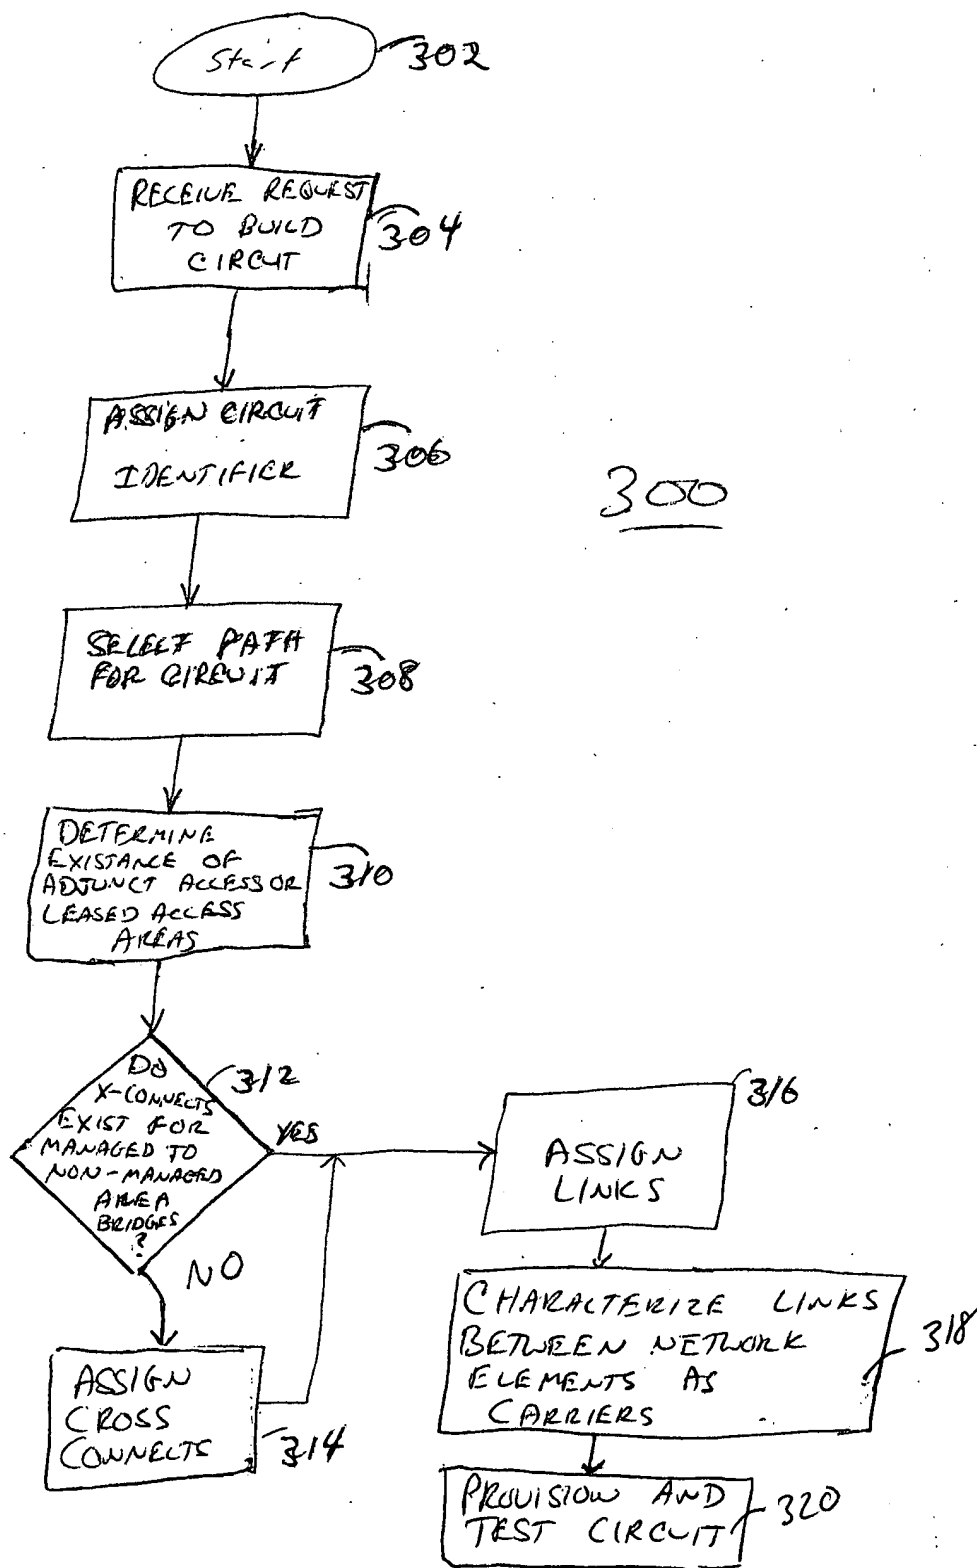 Start
302
RECEIVE REQUEST
TO BUILD
CIRCUT
304
ASSIGN CIRCUIT
IDENTIFIER
306
300
SELECT PATH
FOR CIRCUIT
308
DETERMINE
EXISTANCE OF
ADJUNCT ACCESS OR
LEASED ACCESS
AREAS
310
DO
X-CONNECTS
EXIST FOR
MANAGED TO
NON-MANAGED
AREA
BRIDGES
?
312
YES
NO
ASSIGN
CROSS
CONNECTS
314
ASSIGN
LINKS
316
CHARACTERIZE LINKS
BETWEEN NETWORK
ELEMENTS AS
CARRIERS
318
PROVISION AND
TEST CIRCUIT
320